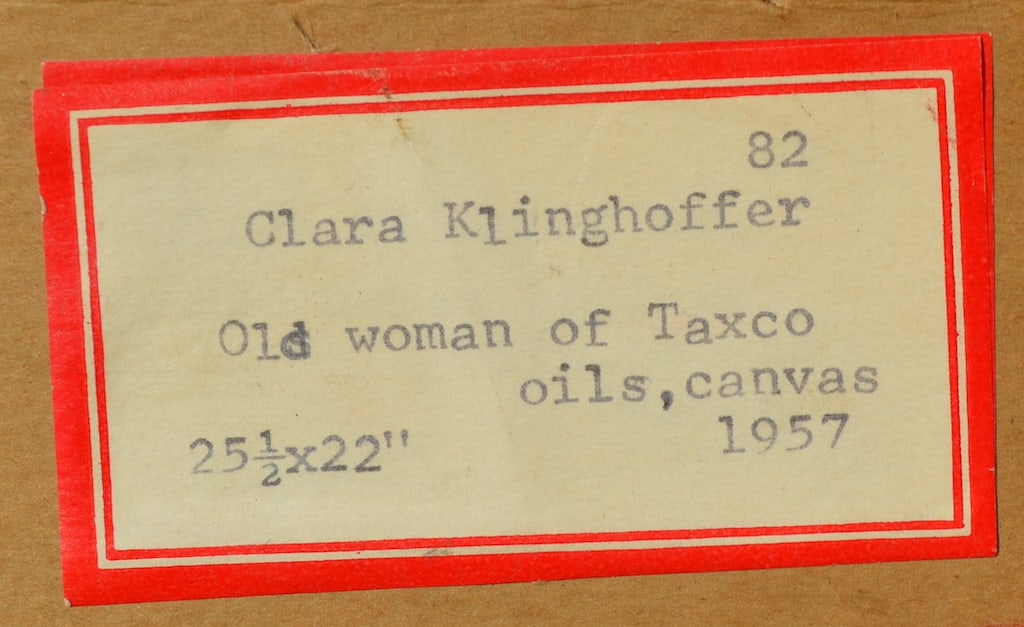 82
Clara Klinghoffer
Old woman of Taxco
oils,canvas
25½x22" 1957